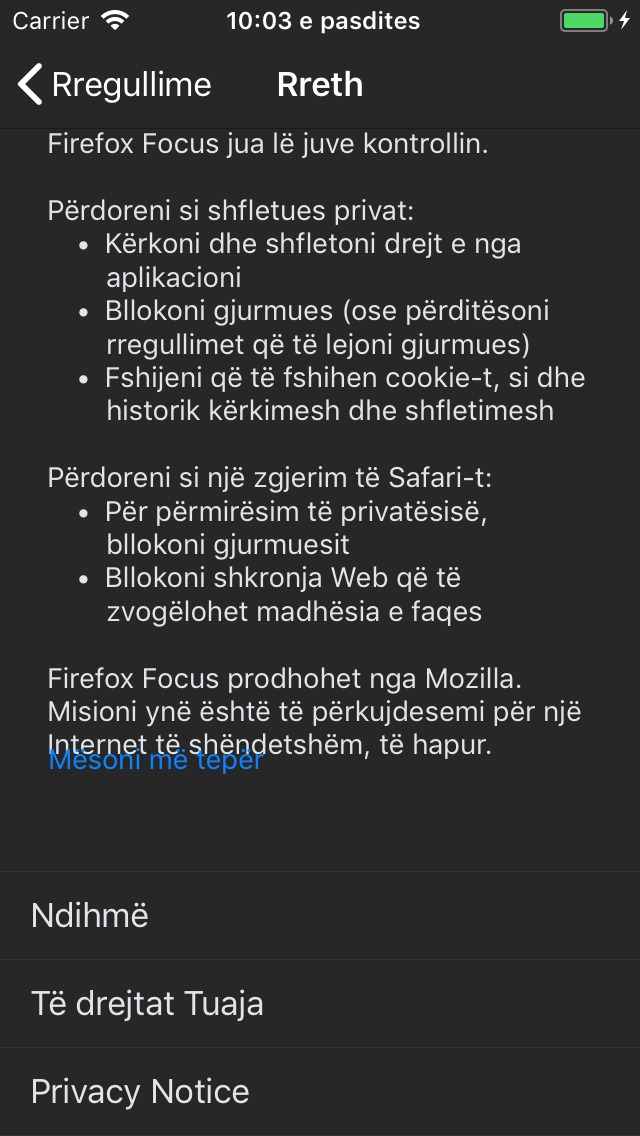 Carrier 10:03 e pasdites
Rregullime Rreth
Firefox Focus jua lë juve kontrollin.
Përdoreni si shfletues privat:
• Kërkoni dhe shfletoni drejt e nga
aplikacioni
• Bllokoni gjurmues (ose përditësoni
rregullimet që të lejoni gjurmues)
• Fshijeni që të fshihen cookie-t, si dhe
historik kërkimesh dhe shfletimesh
Përdoreni si një zgjerim të Safari-t:
• Për përmirësim të privatësisë,
bllokoni gjurmuesit
• Bllokoni shkronja Web që të
zvogëlohet madhësia e faqes
Firefox Focus prodhohet nga Mozilla.
Misioni ynë është të përkujdesemi për një
Internet të shëndetshëm, të hapur.
Mësoni më tepër
Ndihmë
Të drejtat Tuaja
Privacy Notice